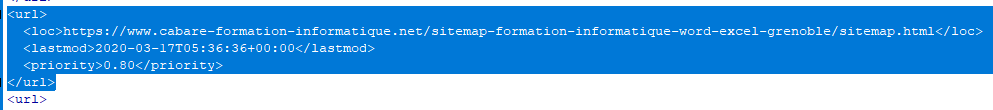 </url>
<url>
<loc>https://www.cabare-formation-informatique.net/sitemap-formation-informatique-word-excel-grenoble/sitemap.html</loc>
<lastmod>2020-03-17T05:36:36+00:00</lastmod>
<priority>0.80</priority>
</url>
<url>